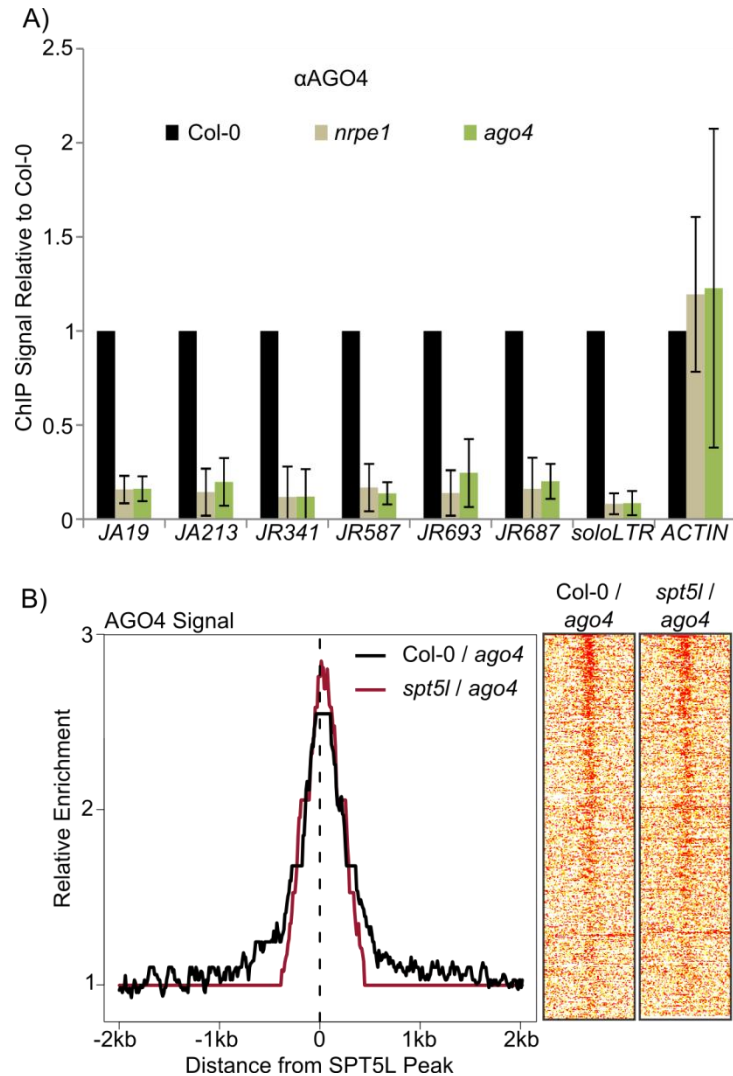 A)
2.5
2
1.5
1
0.5
0
ChIP Signal Relative to Col-0
αAGO4
Col-0 nrpe1 ago4
JA19 JA213 JR341 JR587 JR693 JR687 soloLTR ACTIN
B)
AGO4 Signal
Col-0 / ago4
spt5l / ago4
3
2
1
Relative Enrichment
-2kb -1kb 0 1kb 2kb
Distance from SPT5L Peak
Col-0 /
ago4
spt5l /
ago4